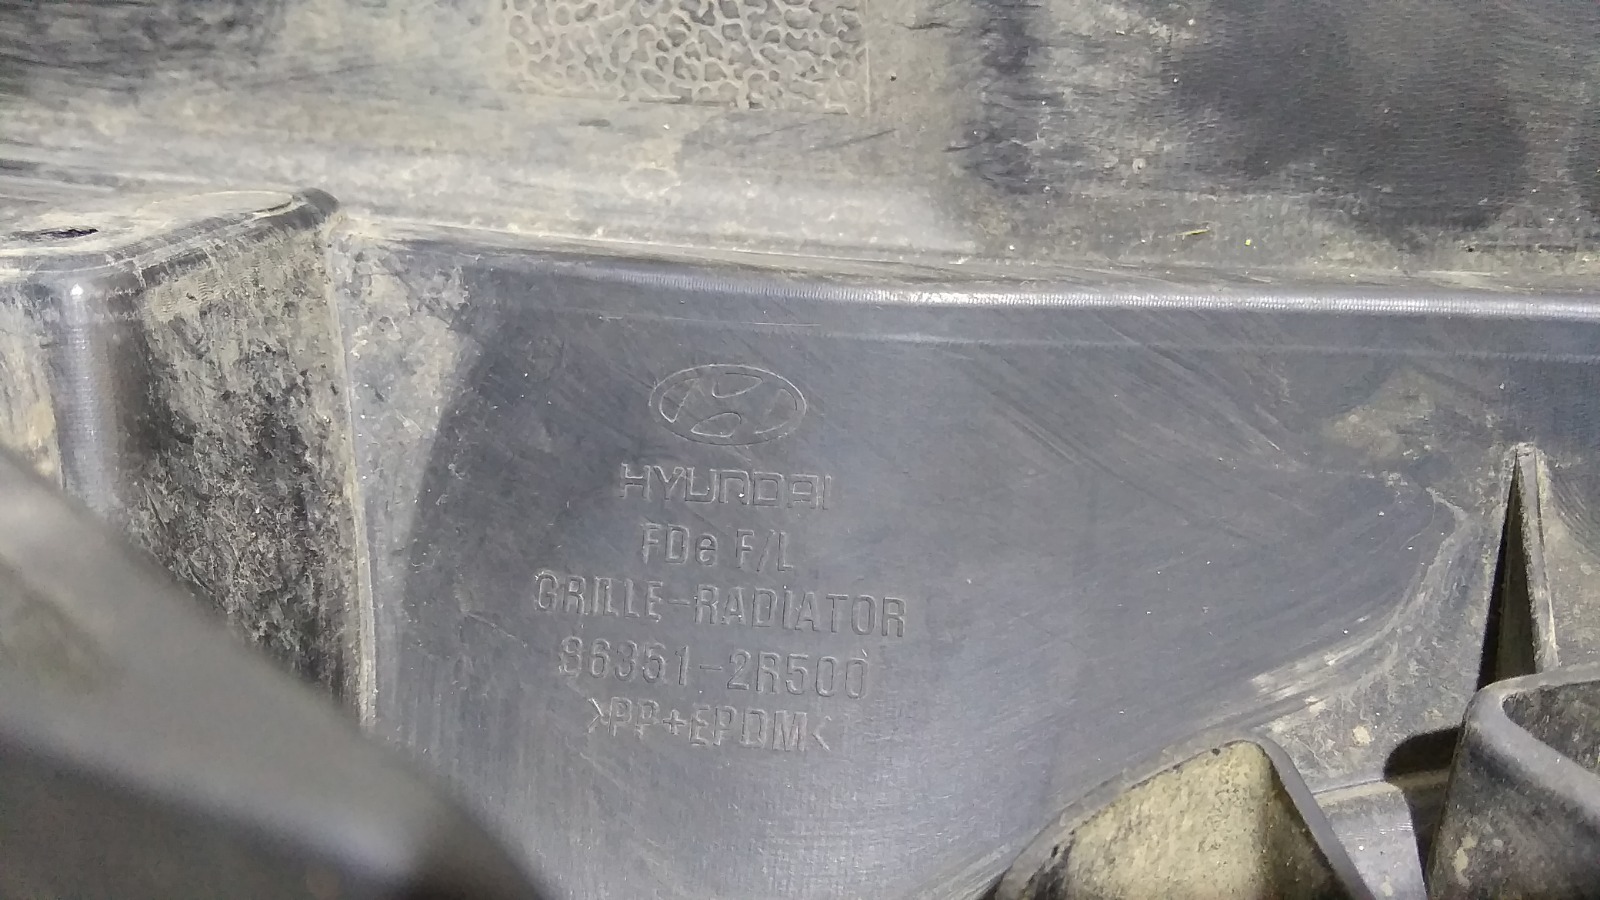 HYUNDAI
FDe F/L
GRILLE-RADIATOR
86351-2R500
>PP+EPDM<